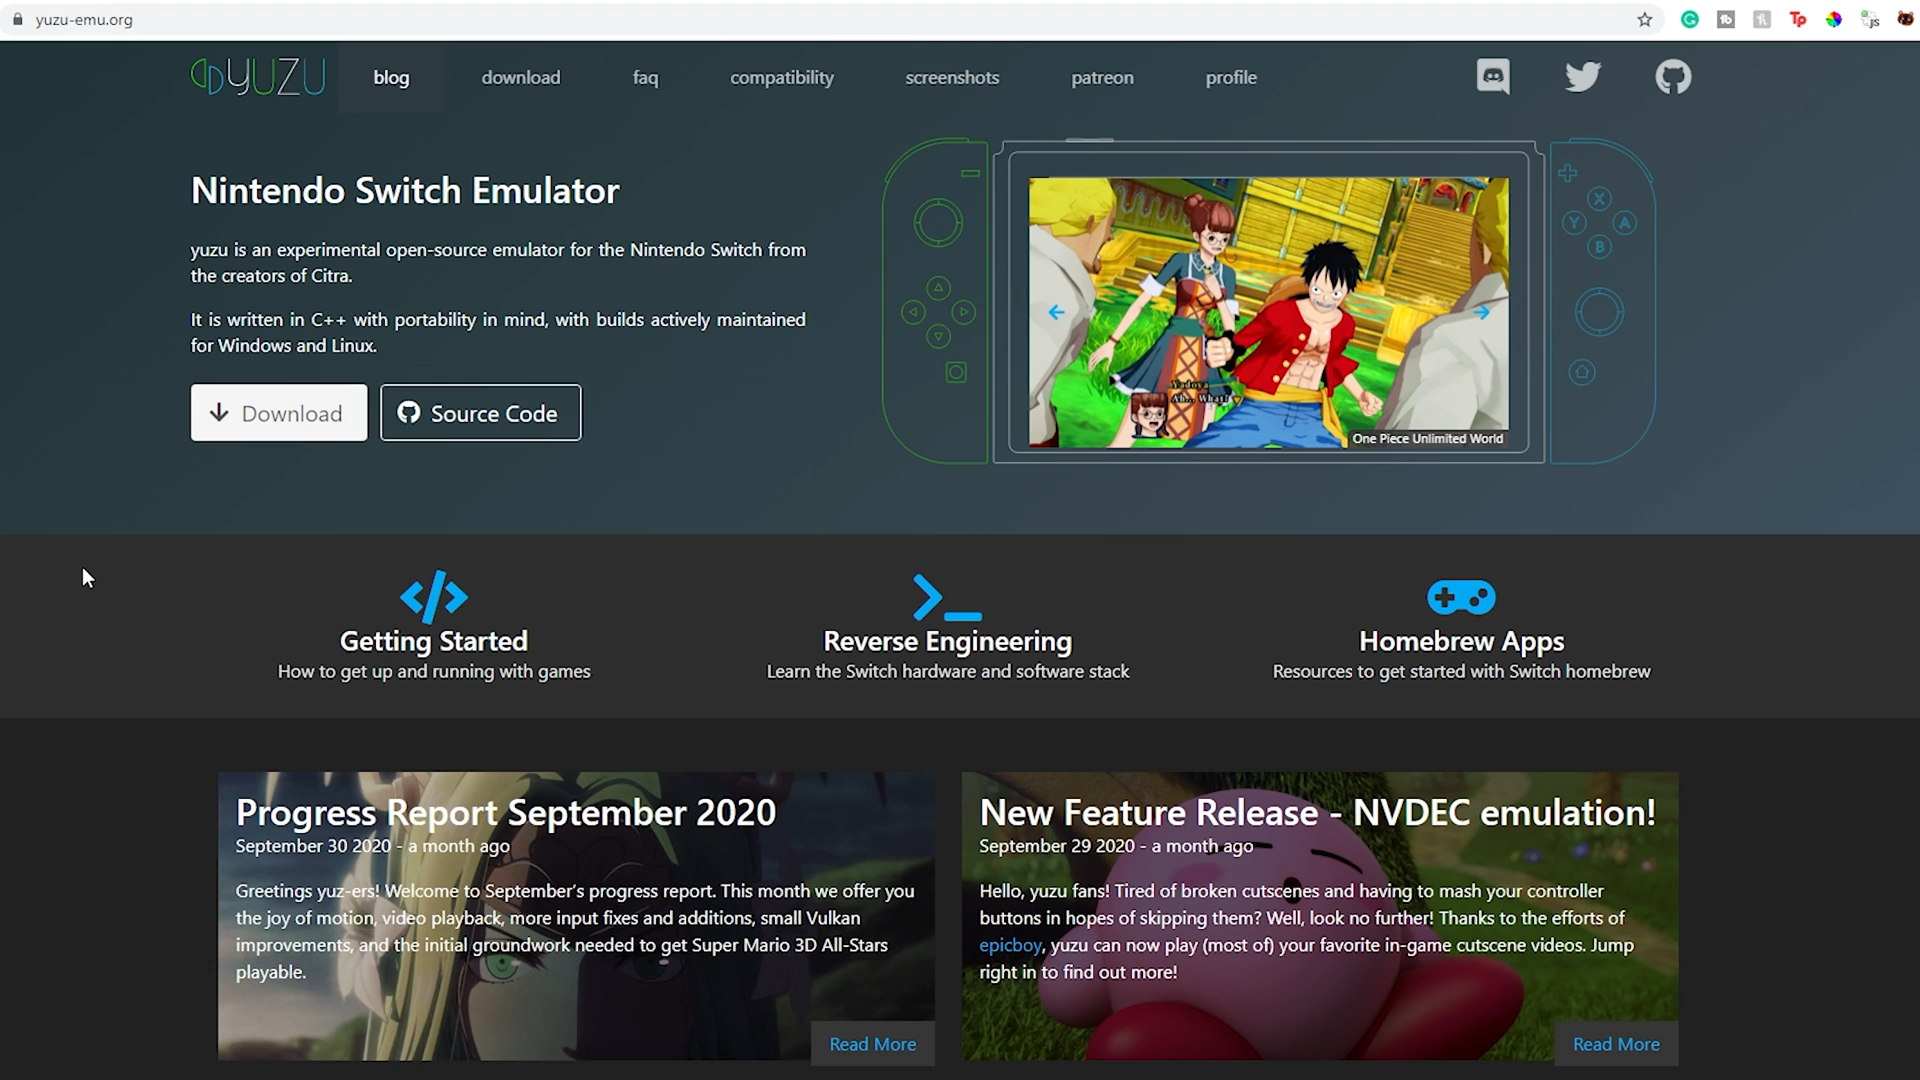 yuzu-emu.org
YUZU
blog
download
faq
compatibility
screenshots
patreon
profile
Nintendo Switch Emulator
yuzu is an experimental open-source emulator for the Nintendo Switch from
the creators of Citra.
It is written in C++ with portability in mind, with builds actively maintained
for Windows and Linux.
Download
Source Code
X
Y
A
B
Yadoya
Ah... What?
One Piece Unlimited World
Getting Started
How to get up and running with games
Reverse Engineering
Learn the Switch hardware and software stack
Homebrew Apps
Resources to get started with Switch homebrew
Progress Report September 2020
September 30 2020 - a month ago
Greetings yuz-ers! Welcome to September's progress report. This month we offer you
the joy of motion, video playback, more input fixes and additions, small Vulkan
improvements, and the initial groundwork needed to get Super Mario 3D All-Stars
playable.
Read More
New Feature Release - NVDEC emulation!
September 29 2020 - a month ago
Hello, yuzu fans! Tired of broken cutscenes and having to mash your controller
buttons in hopes of skipping them? Well, look no further! Thanks to the efforts of
epicboy, yuzu can now play (most of) your favorite in-game cutscene videos. Jump
right in to find out more!
Read More